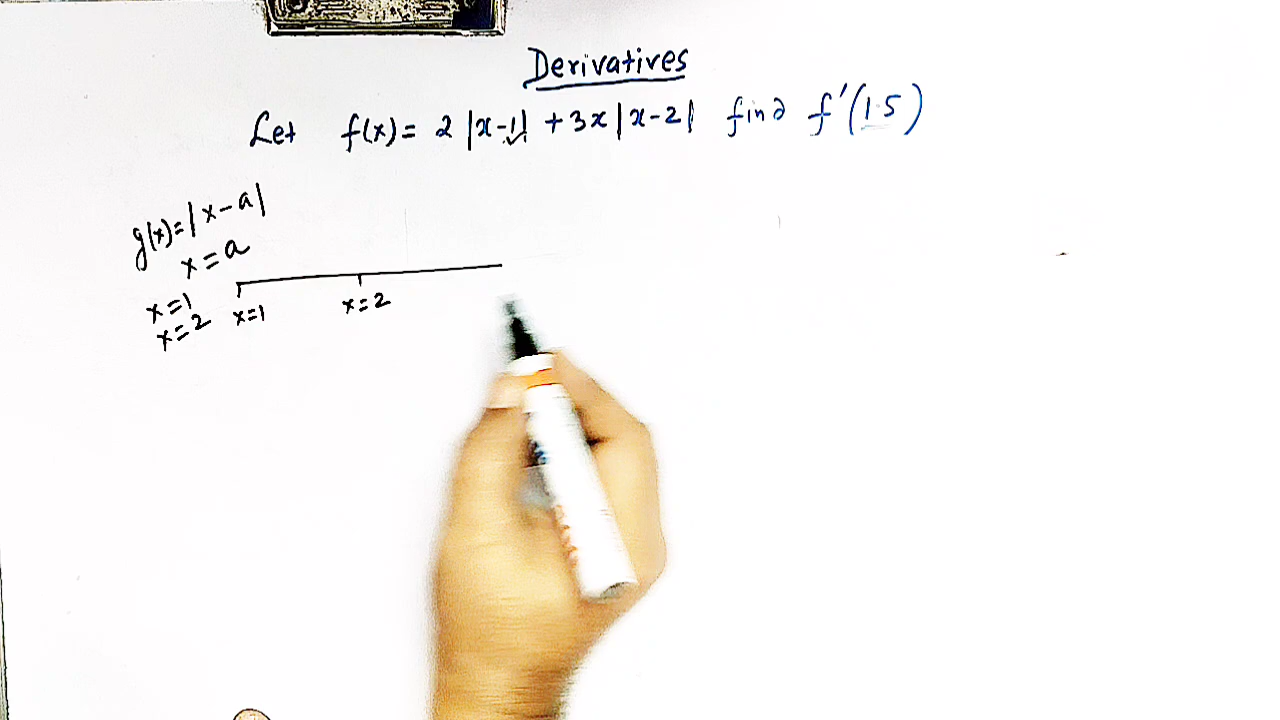 Derivatives
Let f(x) = 2 |x-1| + 3x |x-2| find f'(1.5)
g(x) = |x-a|
x = a
x=1
x=2
x=1 x=2